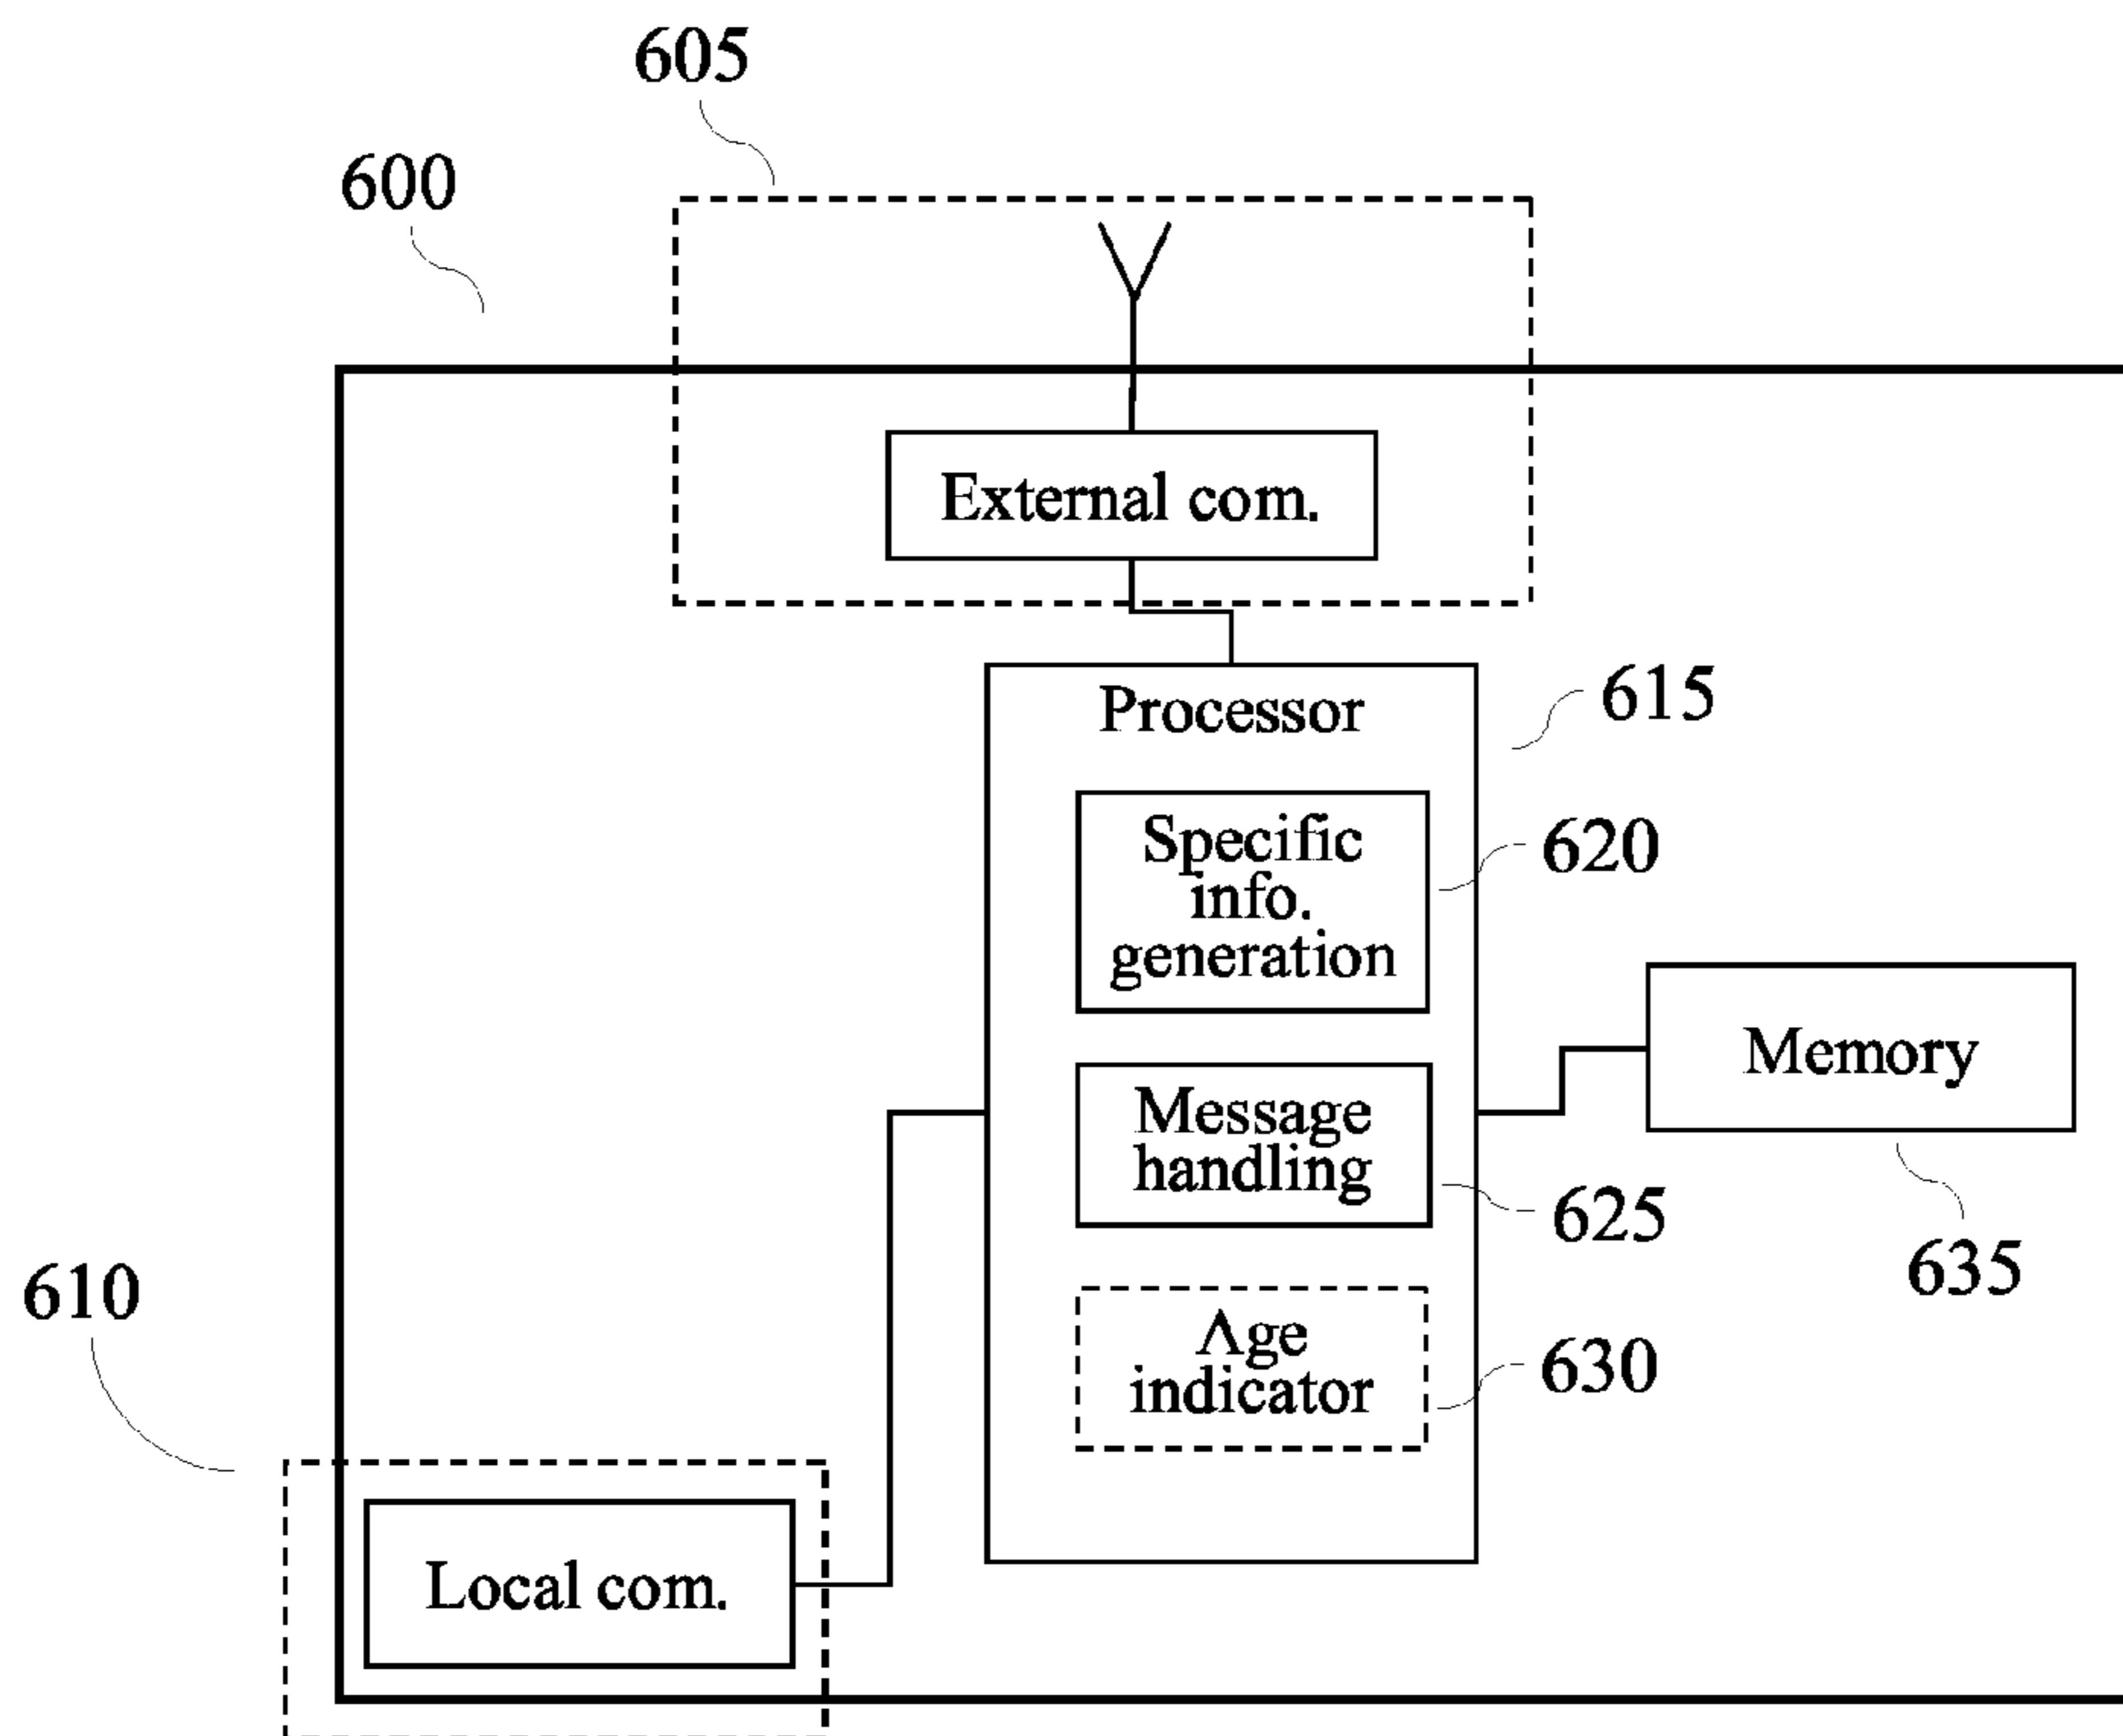 605
600
External com.
Processor
615
Specific
info.
generation
620
Memory
Message
handling
625
635
610
Age
indicator
630
Local com.